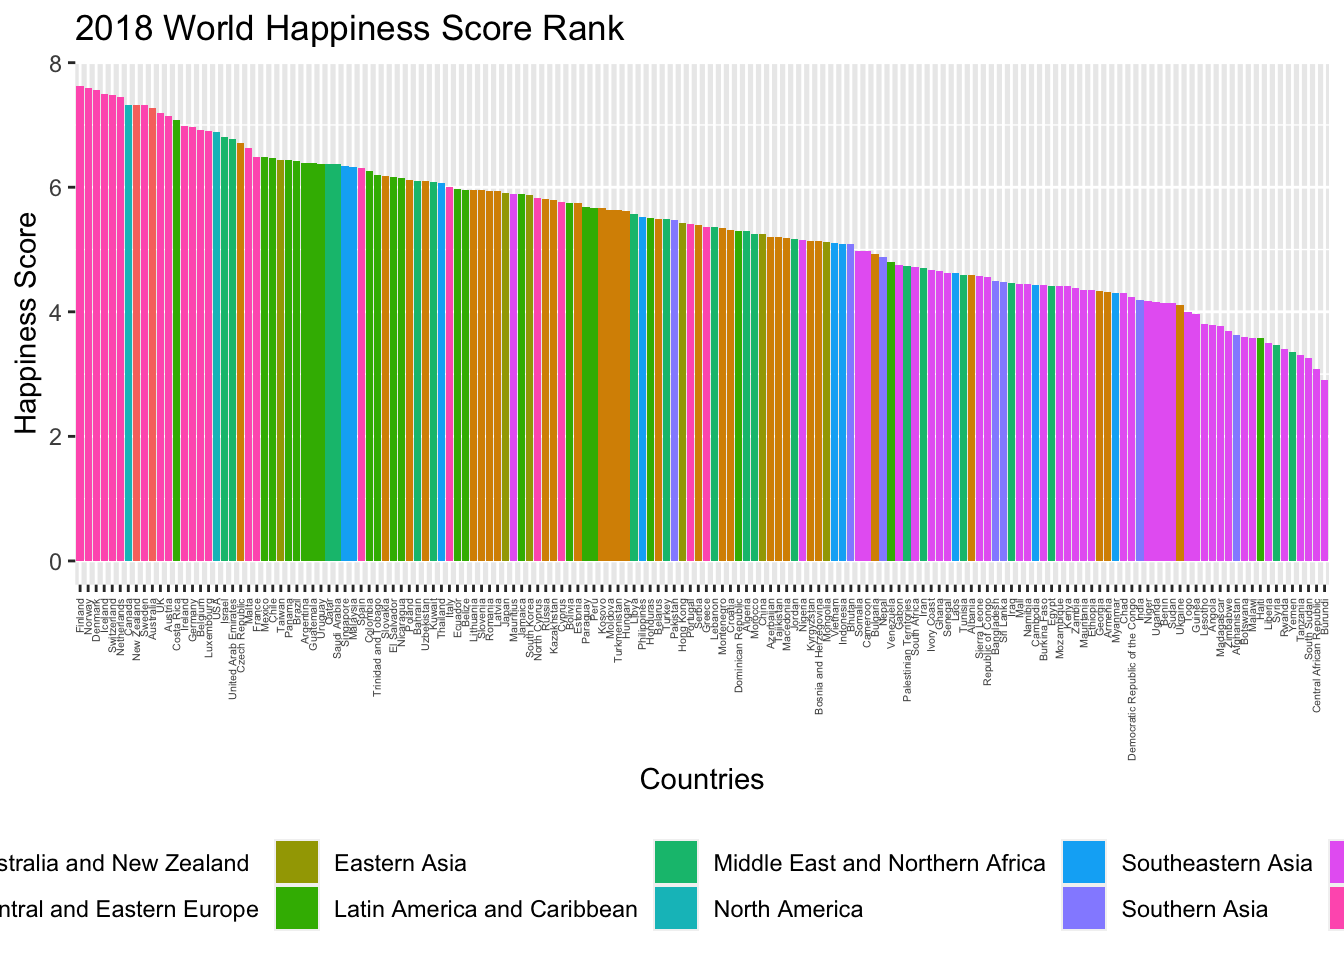 2018 World Happiness Score Rank
8
6
4
2
0
Happiness Score
Finland
Norway
Denmark
Iceland
Switzerland
Netherlands
Canada
New Zealand
Sweden
Australia
UK
Austria
Costa Rica
Ireland
Germany
Belgium
Luxembourg
USA
Israel
United Arab Emirates
Czech Republic
Malta
France
Mexico
Chile
Taiwan
Panama
Brazil
Argentina
Guatemala
Uruguay
Qatar
Saudi Arabia
Singapore
Malaysia
Spain
Colombia
Trinidad and Tobago
Slovakia
El Salvador
Nicaragua
Poland
Bahrain
Uzbekistan
Kuwait
Thailand
Italy
Ecuador
Belize
Lithuania
Slovenia
Romania
Latvia
Japan
Mauritius
Jamaica
South Korea
North Cyprus
Russia
Kazakhstan
Cyprus
Bolivia
Estonia
Paraguay
Peru
Kosovo
Moldova
Turkmenistan
Hungary
Libya
Philippines
Honduras
Belarus
Turkey
Pakistan
Hong Kong
Portugal
Serbia
Greece
Lebanon
Montenegro
Croatia
Dominican Republic
Algeria
Morocco
China
Azerbaijan
Tajikistan
Macedonia
Jordan
Nigeria
Kyrgyzstan
Bosnia and Herzegovina
Mongolia
Vietnam
Indonesia
Bhutan
Somalia
Cameroon
Bulgaria
Nepal
Venezuela
Gabon
Palestinian Territories
South Africa
Iran
Ivory Coast
Ghana
Senegal
Laos
Tunisia
Albania
Sierra Leone
Republic of Congo
Bangladesh
Sri Lanka
Iraq
Mali
Namibia
Cambodia
Burkina Faso
Egypt
Mozambique
Kenya
Zambia
Mauritania
Ethiopia
Georgia
Armenia
Myanmar
Chad
Democratic Republic of the Congo
India
Niger
Uganda
Benin
Sudan
Ukraine
Togo
Guinea
Lesotho
Angola
Madagascar
Zimbabwe
Afghanistan
Botswana
Malawi
Haiti
Liberia
Syria
Rwanda
Yemen
Tanzania
South Sudan
Central African Republic
Burundi
Countries
stralia and New Zealand
Eastern Asia
Middle East and Northern Africa
Southeastern Asia
ntral and Eastern Europe
Latin America and Caribbean
North America
Southern Asia